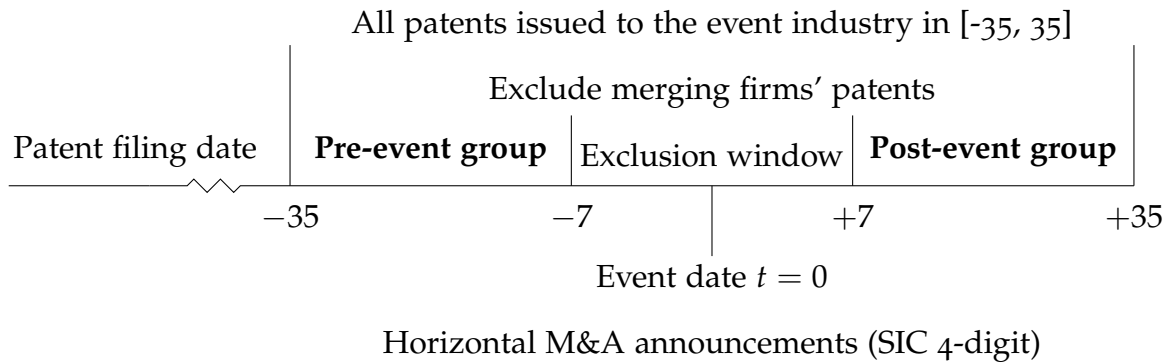 All patents issued to the event industry in [-35, 35]
Exclude merging firms’ patents
Patent filing date Pre-event group Exclusion window Post-event group
−35 −7 +7 +35
Event date t = 0
Horizontal M&A announcements (SIC 4-digit)